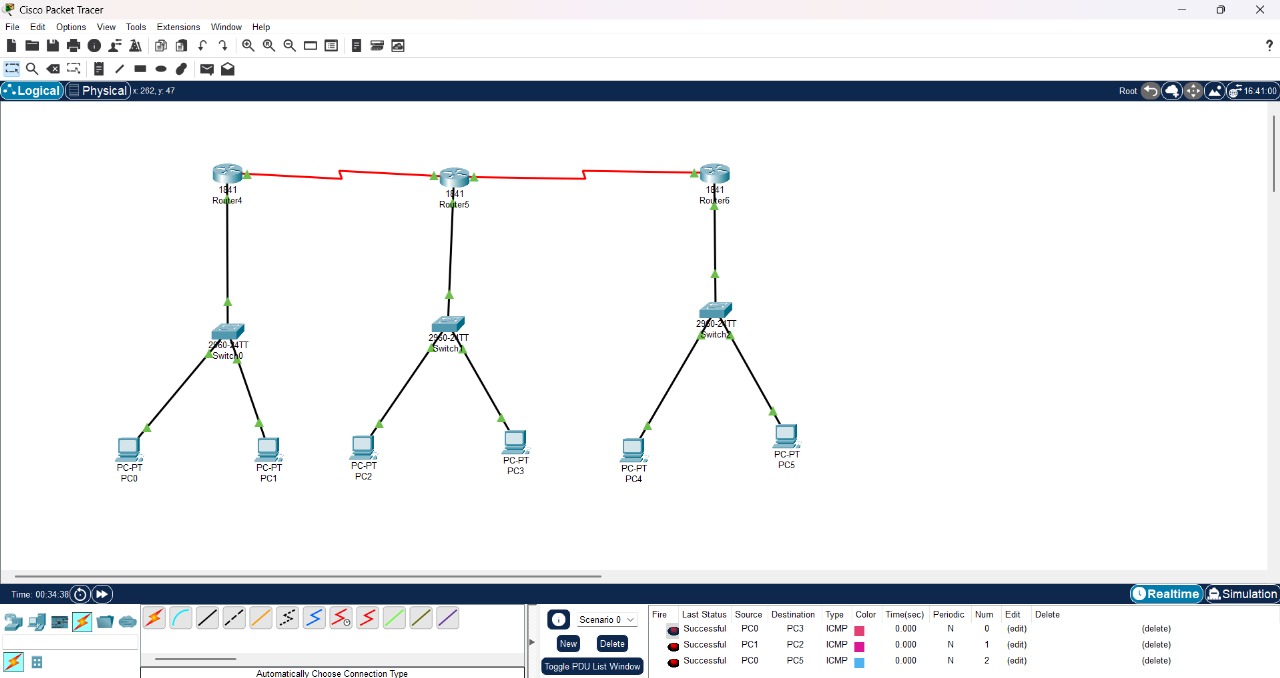 Cisco Packet Tracer
File Edit Options View Tools Extensions Window Help
?
Logical Physical x: 262, y: 47 Root 16:41:00
1841 1841 1841
Router4 Router5 Router6
2960-24TT 2960-24TT 2960-24TT
Switch0 Switch1 Switch2
PC-PT PC-PT PC-PT PC-PT PC-PT PC-PT
PC0 PC1 PC2 PC3 PC4 PC5
Time: 00:34:38 Realtime Simulation
Scenario 0
New Delete
Toggle PDU List Window
Automatically Choose Connection Type
Fire Last Status Source Destination Type Color Time(sec) Periodic Num Edit Delete
Successful PC0 PC3 ICMP 0.000 N 0 (edit) (delete)
Successful PC1 PC2 ICMP 0.000 N 1 (edit) (delete)
Successful PC0 PC5 ICMP 0.000 N 2 (edit) (delete)